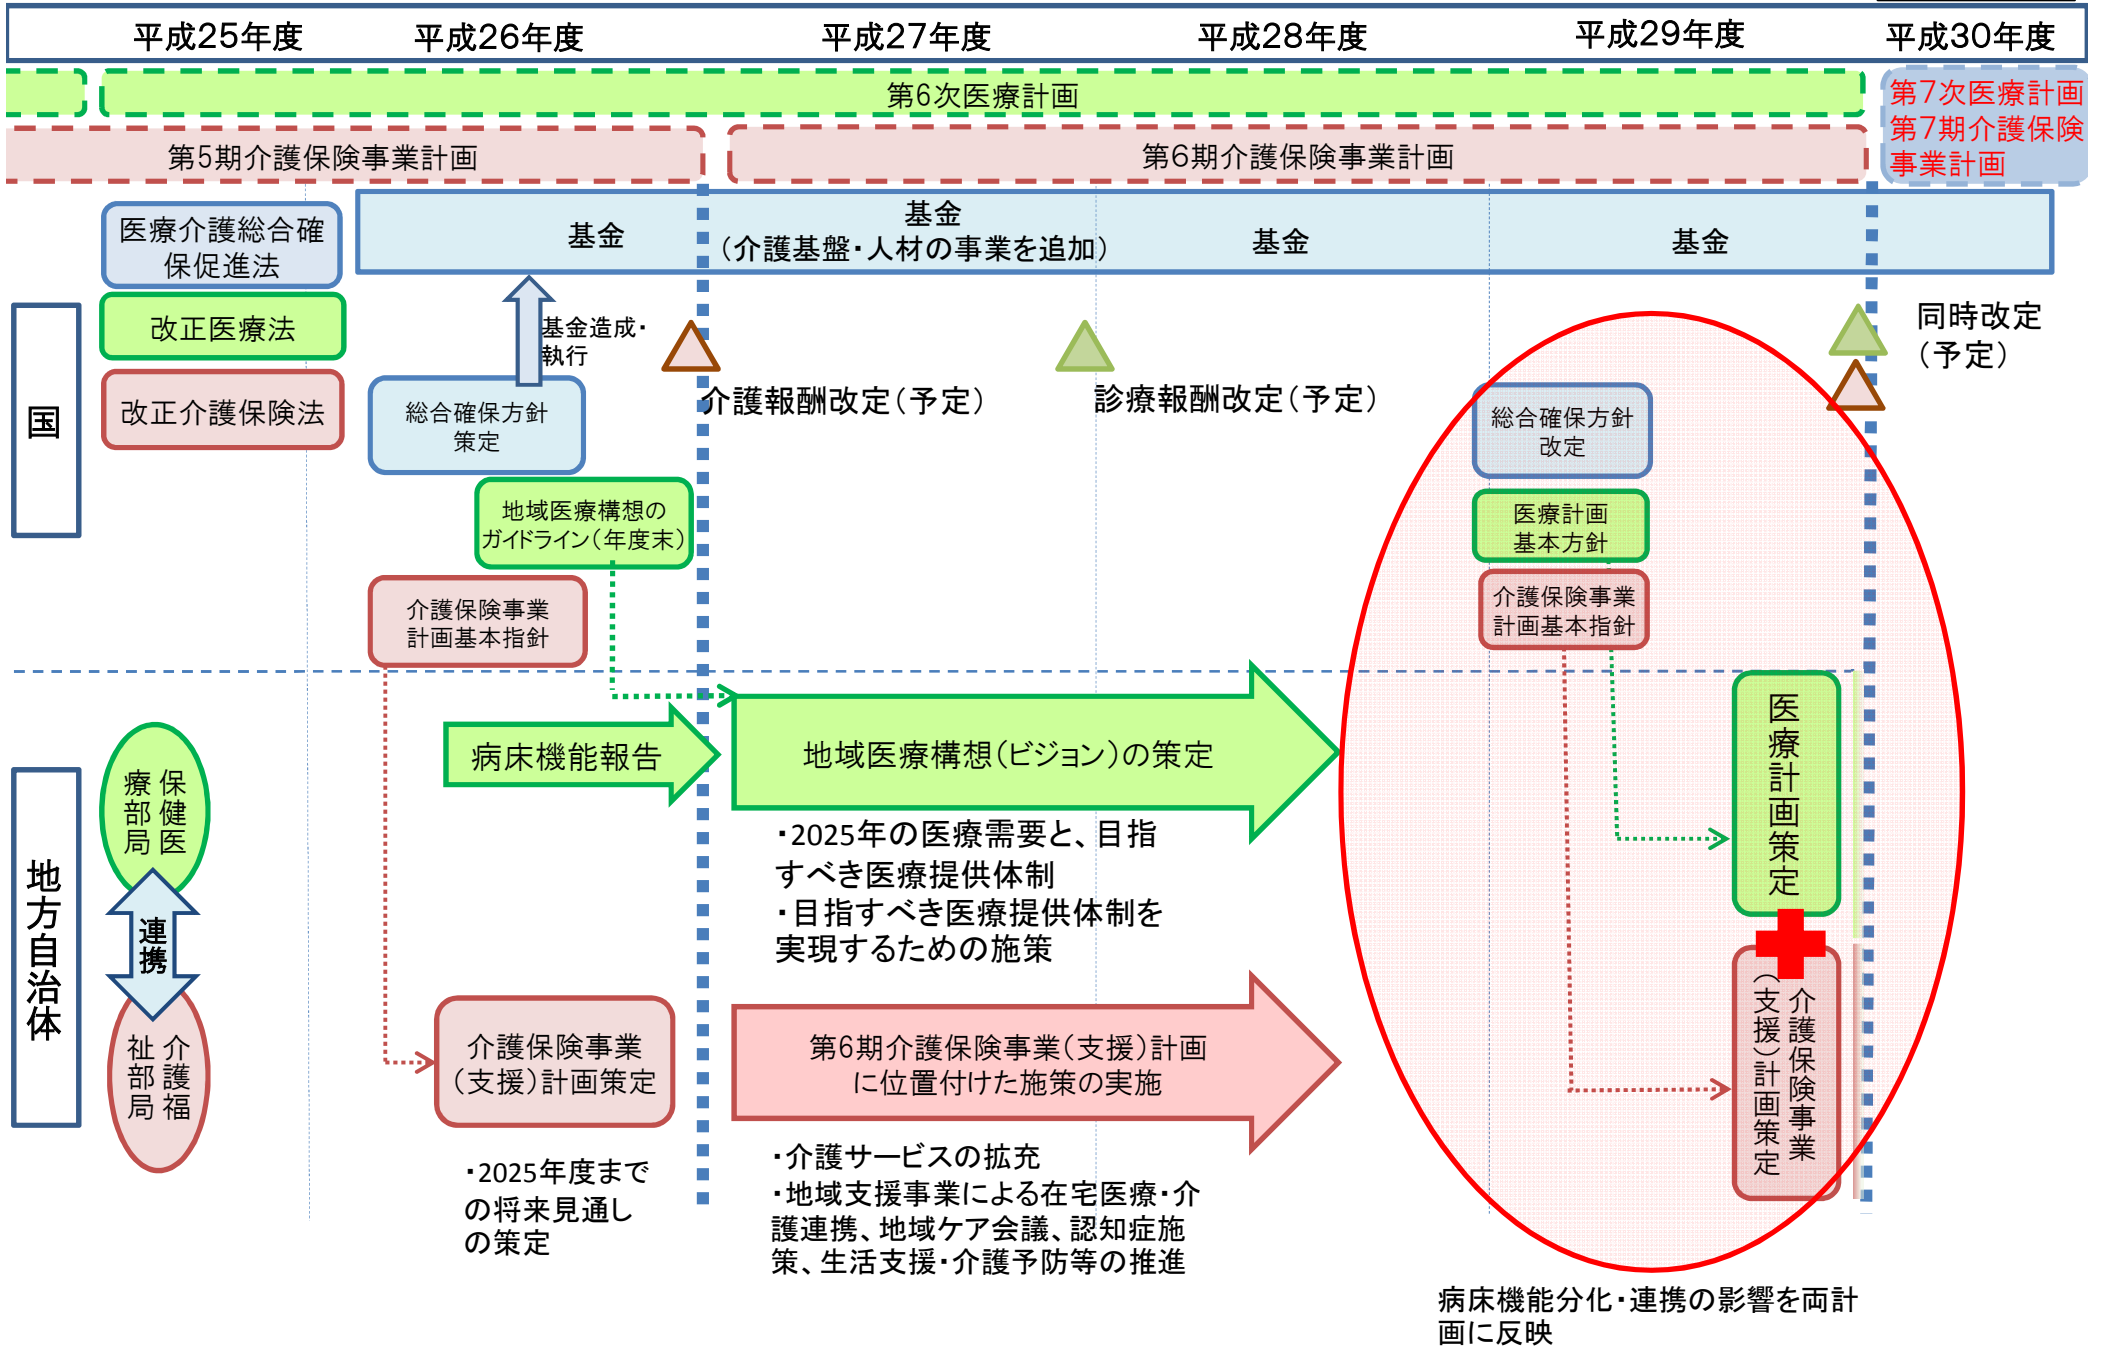 平成25年度
平成26年度
平成27年度
平成28年度
平成29年度
平成30年度
第6次医療計画
第7次医療計画
第7期介護保険
事業計画
第5期介護保険事業計画
第6期介護保険事業計画
医療介護総合確
保促進法
改正医療法
改正介護保険法
基金
基金
（介護基盤・人材の事業を追加）
基金
基金
国
基金造成・
執行
総合確保方針
策定
地域医療構想の
ガイドライン（年度末）
介護保険事業
計画基本指針
介護報酬改定（予定）
診療報酬改定（予定）
同時改定
（予定）
総合確保方針
改定
医療計画
基本方針
介護保険事業
計画基本指針
地方自治体
保健医
療部局
連携
介護福
祉部局
病床機能報告
地域医療構想（ビジョン）の策定
・2025年の医療需要と、目指
すべき医療提供体制
・目指すべき医療提供体制を
実現するための施策
介護保険事業
（支援）計画策定
・2025年度まで
の将来見通し
の策定
第6期介護保険事業（支援）計画
に位置付けた施策の実施
・介護サービスの拡充
・地域支援事業による在宅医療・介
護連携、地域ケア会議、認知症施
策、生活支援・介護予防等の推進
医療計画策定
介護保険事業
（支援）計画策定
病床機能分化・連携の影響を両計
画に反映